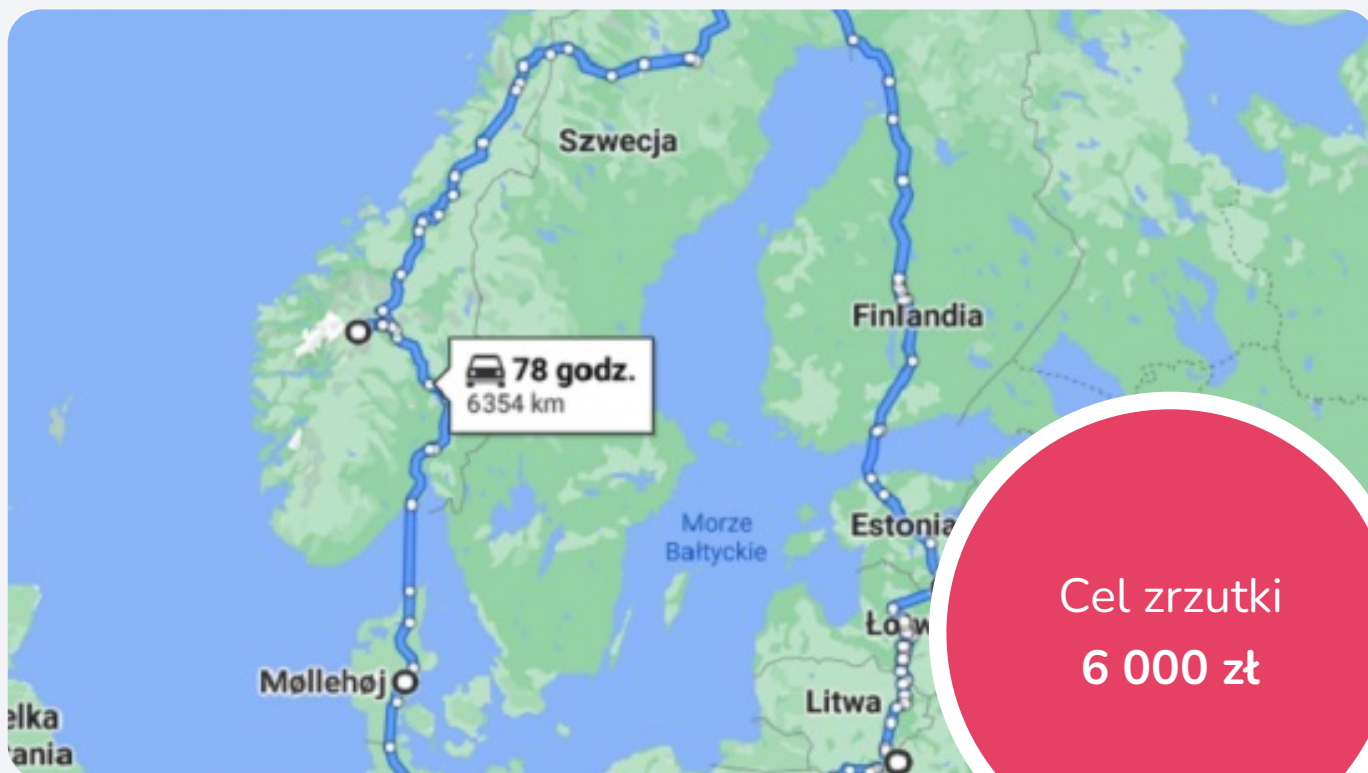 Szwecja
Finlandia
78 godz.
6354 km
Morze
Bałtyckie
Estonia
Cel zrzutki
6 000 zł
Møllehøj
Litwa